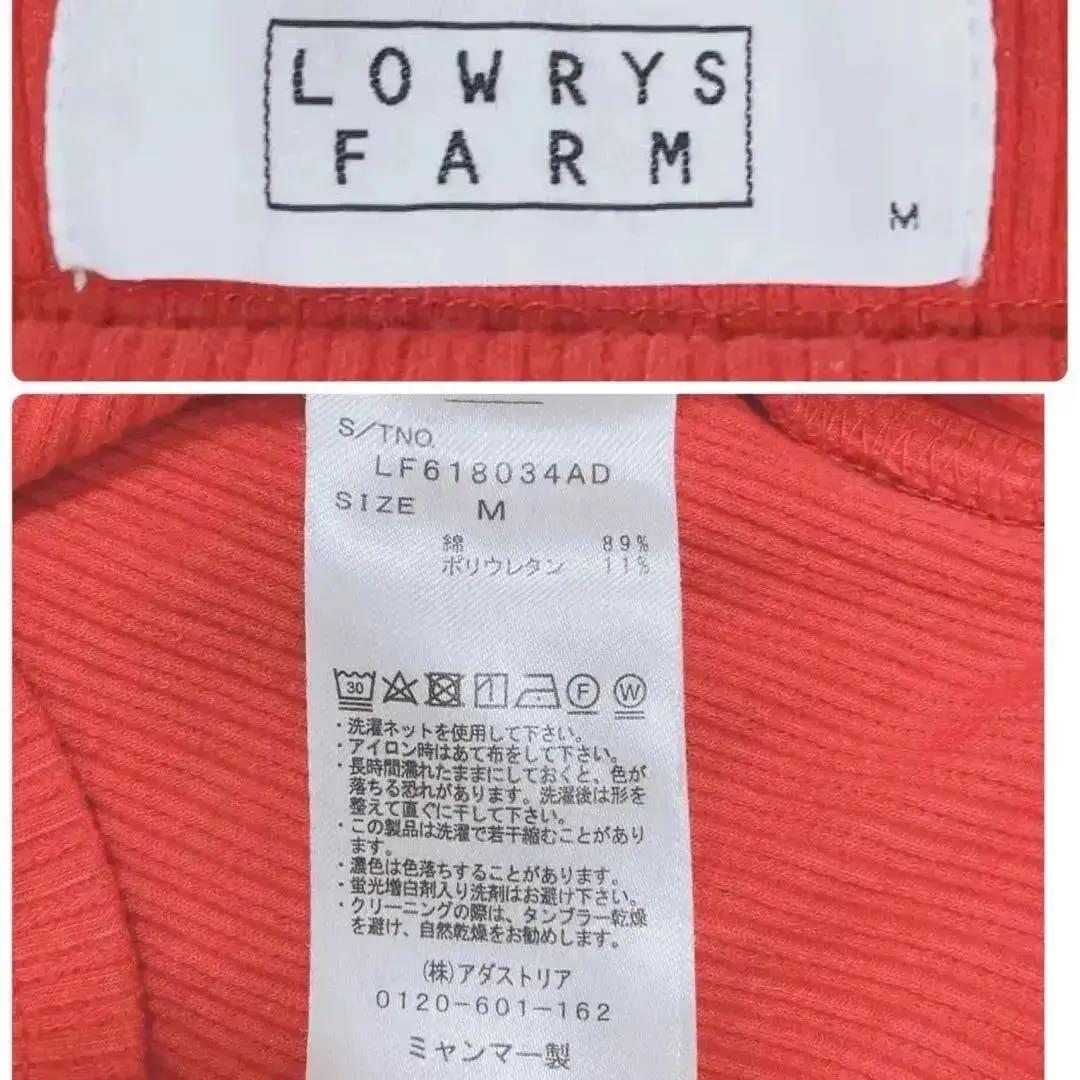 LOWRYS
FARM
M
S/TNO.
LF618034AD
SIZE M
綿 89%
ポリウレタン 11%
30
F
W
・洗濯ネットを使用して下さい。
・アイロン時はあて布をして下さい。
・長時間濡れたままにしておくと、色が
落ちる恐れがあります。洗濯後は形を
整えて直ぐに干して下さい。
・この製品は洗濯で若干縮むことがあり
ます。
・濃色は色落ちすることがあります。
・蛍光増白剤入り洗剤はお避け下さい。
・クリーニングの際は、タンブラー乾燥
を避け、自然乾燥をお勧めします。
(株)アダストリア
0120-601-162
ミャンマー製